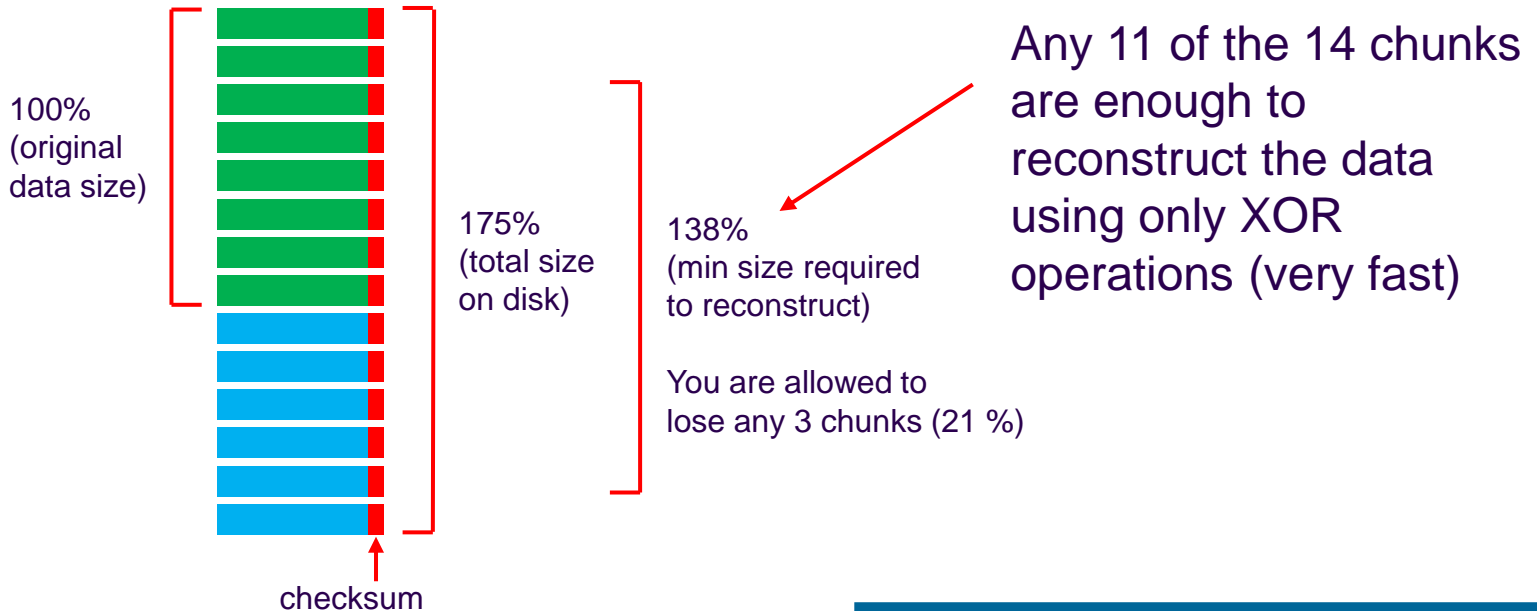 100%
(original
data size)
175%
(total size
on disk)
138%
(min size required
to reconstruct)
You are allowed to
lose any 3 chunks (21 %)
Any 11 of the 14 chunks
are enough to
reconstruct the data
using only XOR
operations (very fast)
checksum